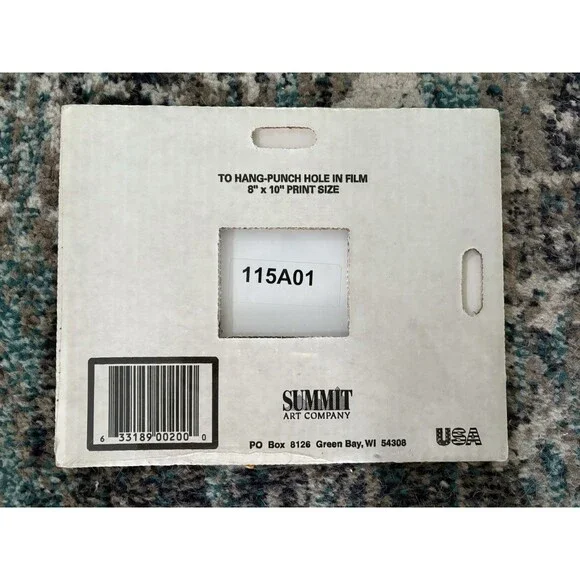 TO HANG-PUNCH HOLE IN FILM
8" x 10" PRINT SIZE
115A01
6 33189 00200 0
SUMMIT
ART COMPANY
PO Box 8126 Green Bay, WI 54308
USA